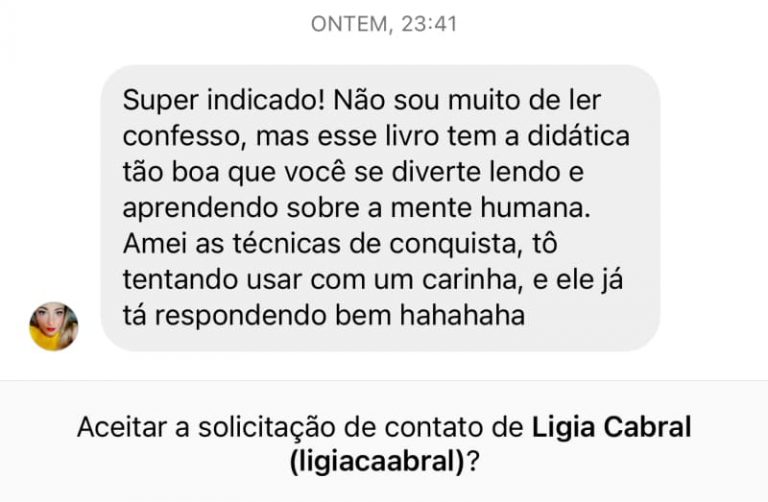 ONTEM, 23:41
Super indicado! Não sou muito de ler
confesso, mas esse livro tem a didática
tão boa que você se diverte lendo e
aprendendo sobre a mente humana.
Amei as técnicas de conquista, tô
tentando usar com um carinha, e ele já
tá respondendo bem hahahaha
Aceitar a solicitação de contato de Ligia Cabral
(ligiacaabral)?